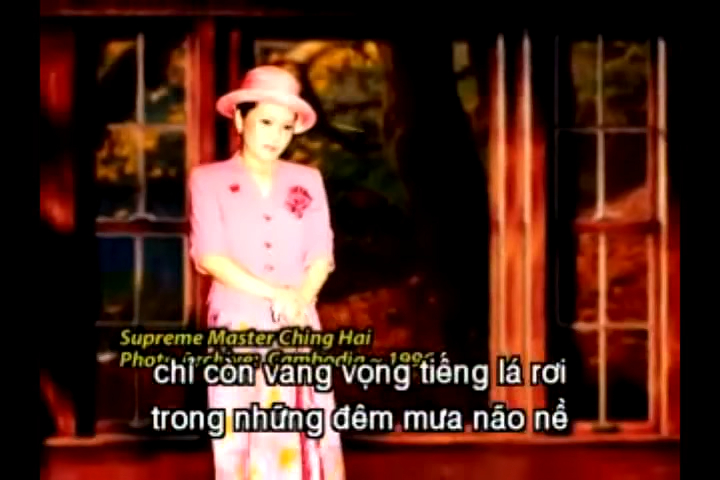 Supreme Master Ching Hai
Photo Archive: Cambodia ~ 1996
chỉ còn vang vọng tiếng lá rơi
trong những đêm mưa não nề